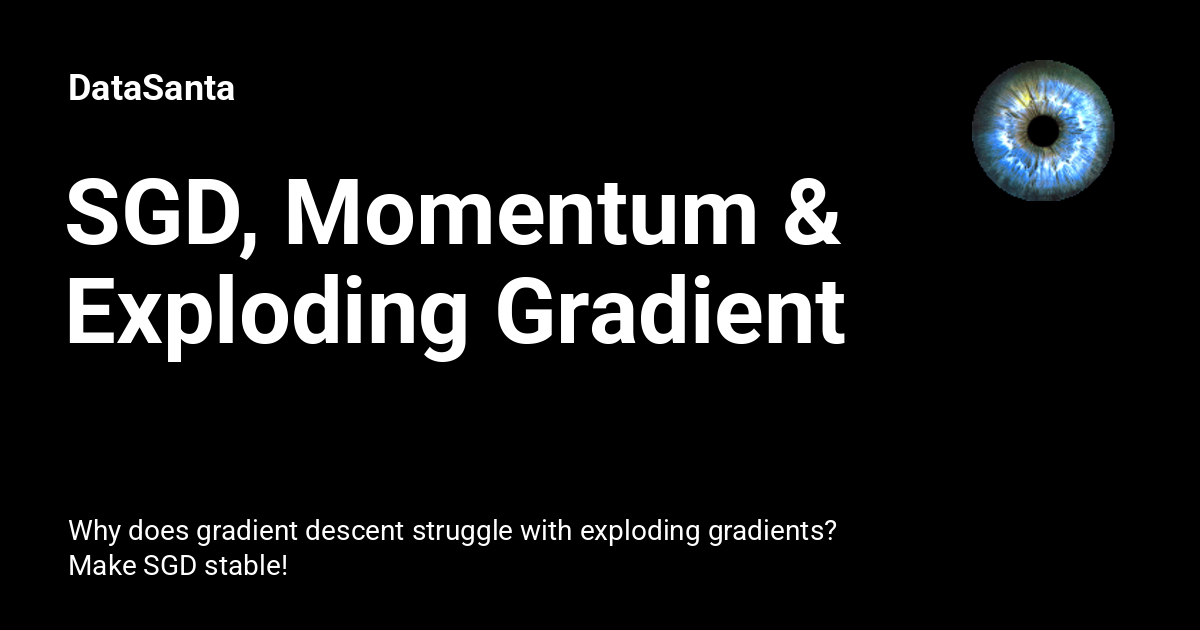 DataSanta
SGD, Momentum &
Exploding Gradient
Why does gradient descent struggle with exploding gradients?
Make SGD stable!